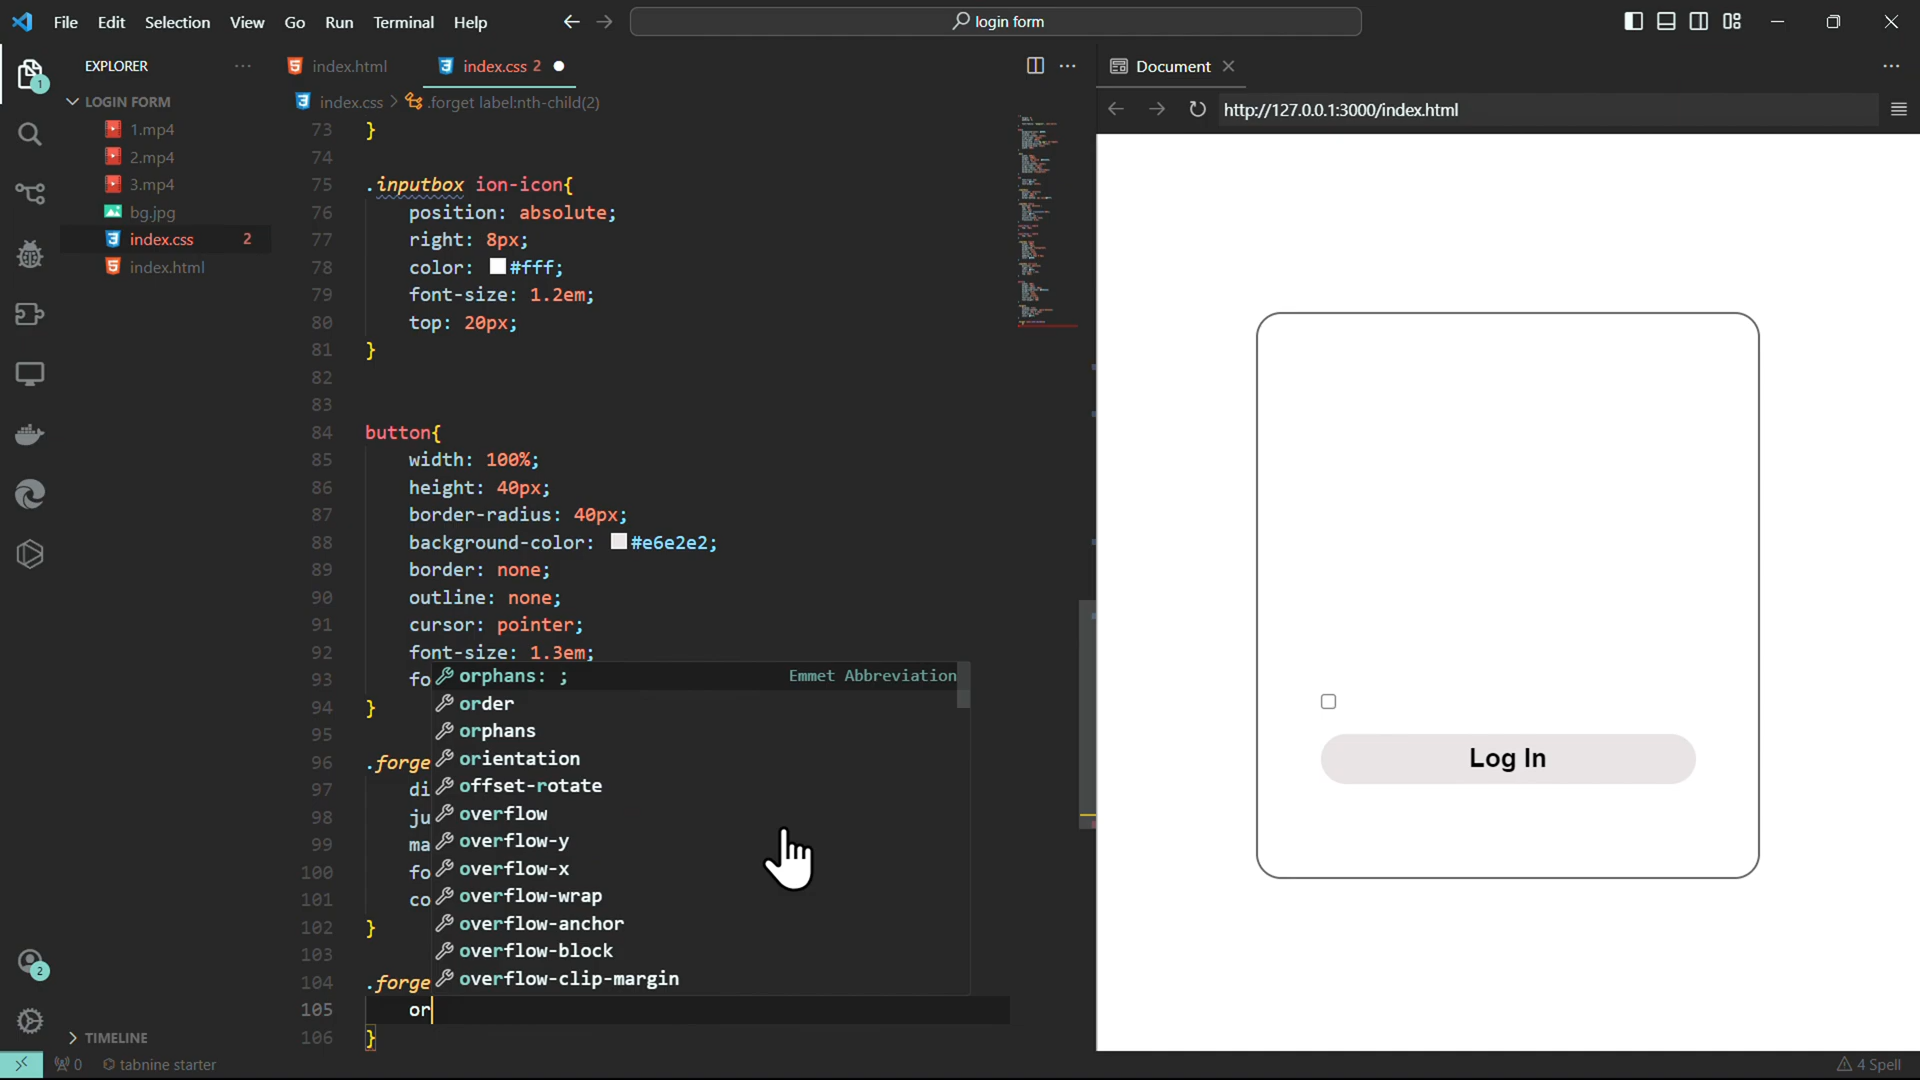 File Edit Selection View Go Run Terminal Help
login form
EXPLORER
LOGIN FORM
1.mp4
2.mp4
3.mp4
bg.jpg
index.css 2
index.html
TIMELINE
1
2
index.html
index.css 2
index.css > .forget label:nth-child(2)
73 }
74
75 .inputbox ion-icon{
76 position: absolute;
77 right: 8px;
78 color: #fff;
79 font-size: 1.2em;
80 top: 20px;
81 }
82
83
84 button{
85 width: 100%;
86 height: 40px;
87 border-radius: 40px;
88 background-color: #e6e2e2;
89 border: none;
90 outline: none;
91 cursor: pointer;
92 font-size: 1.3em;
93 fo
94 }
95
96 .forge
97 di
98 ju
99 ma
100 fo
101 co
102 }
103
104 .forge
105 or
106 }
orphans: ; Emmet Abbreviation
order
orphans
orientation
offset-rotate
overflow
overflow-y
overflow-x
overflow-wrap
overflow-anchor
overflow-block
overflow-clip-margin
Document
http://127.0.0.1:3000/index.html
Log In
0 tabnine starter
4 Spell